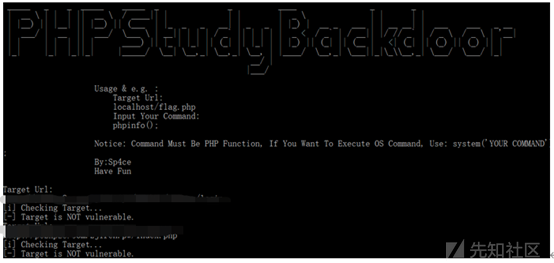 PHPStudyBackdoor
Usage & e.g. :
Target Url:
localhost/flag.php
Input Your Command:
phpinfo();
Notice: Command Must Be PHP Function, If You Want To Execute OS Command, Use: system('YOUR COMMAND'
:
By:Sp4ce
Have Fun
Target Url:
[i] Checking Target...
[-] Target is NOT vulnerable.
[i] Checking Target...
[-] Target is NOT vulnerable.
先知社区